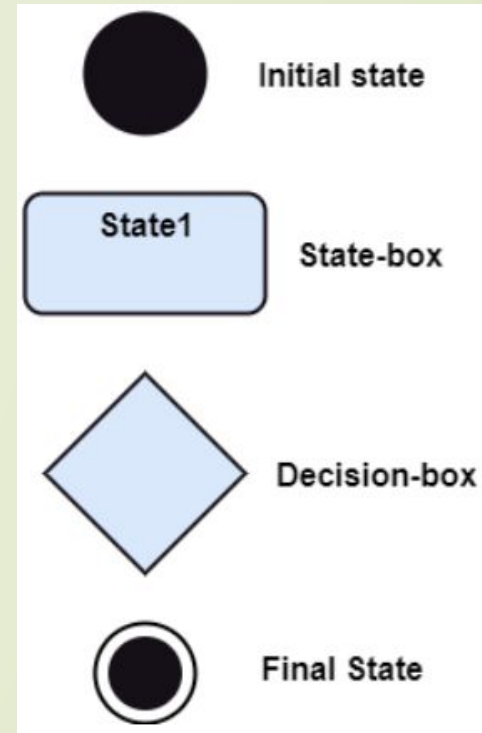 Initial state
State1
State-box
Decision-box
Final State